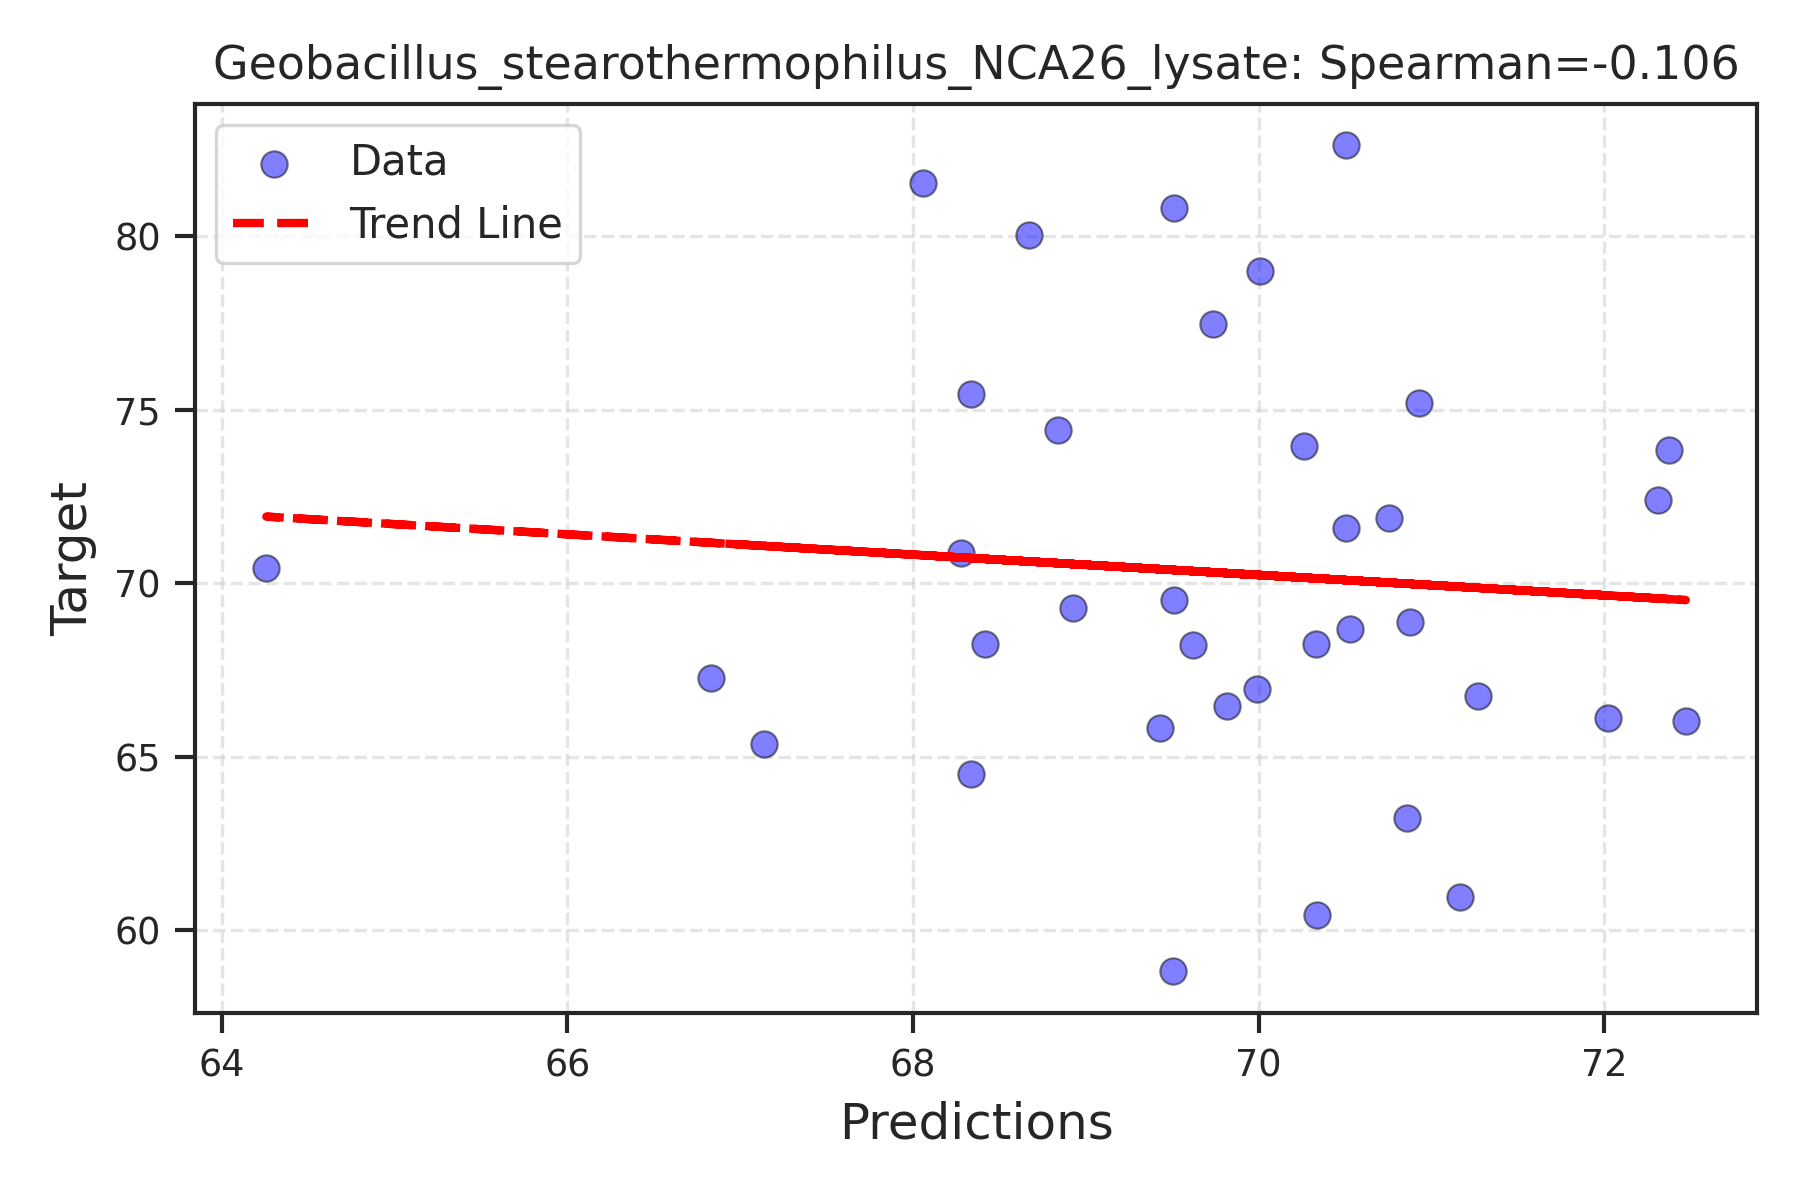 Geobacillus_stearothermophilus_NCA26_lysate: Spearman=-0.106
Data
Trend Line
80
75
70
65
60
Target
64 66 68 70 72
Predictions